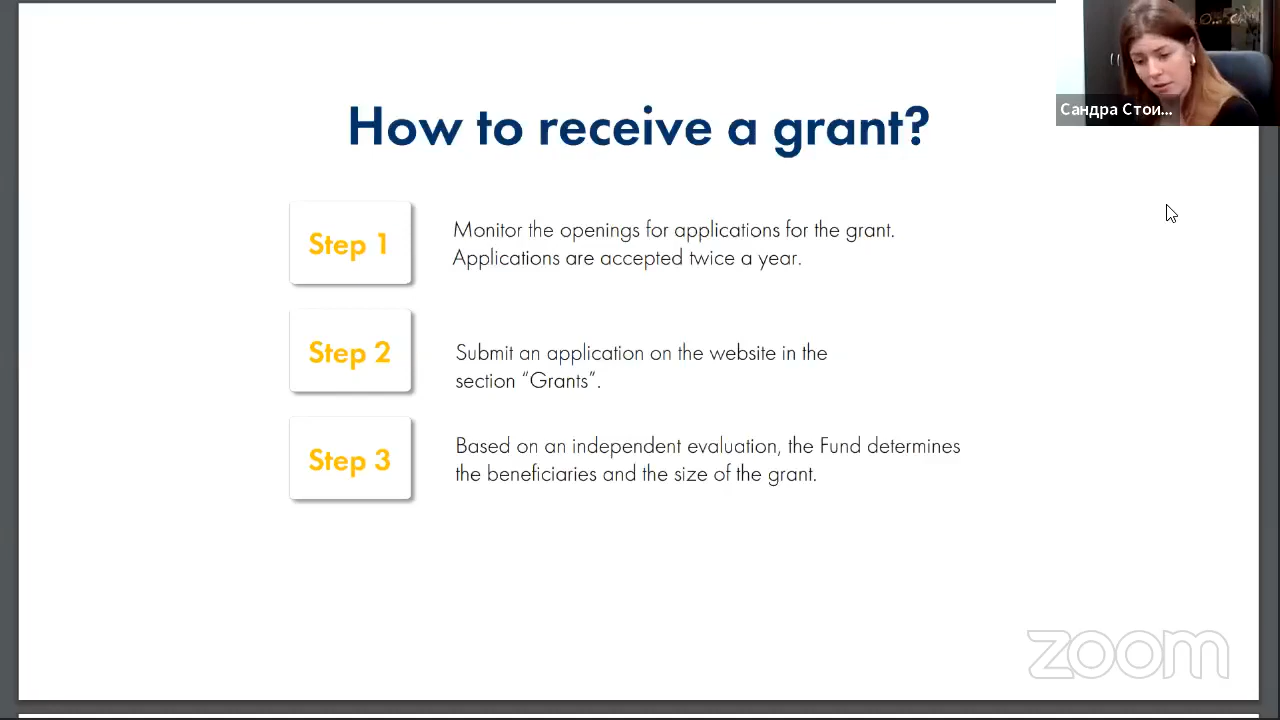 Сандра Стои...
How to receive a grant?
Step 1
Monitor the openings for applications for the grant.
Applications are accepted twice a year.
Step 2
Submit an application on the website in the
section “Grants”.
Step 3
Based on an independent evaluation, the Fund determines
the beneficiaries and the size of the grant.
zoom